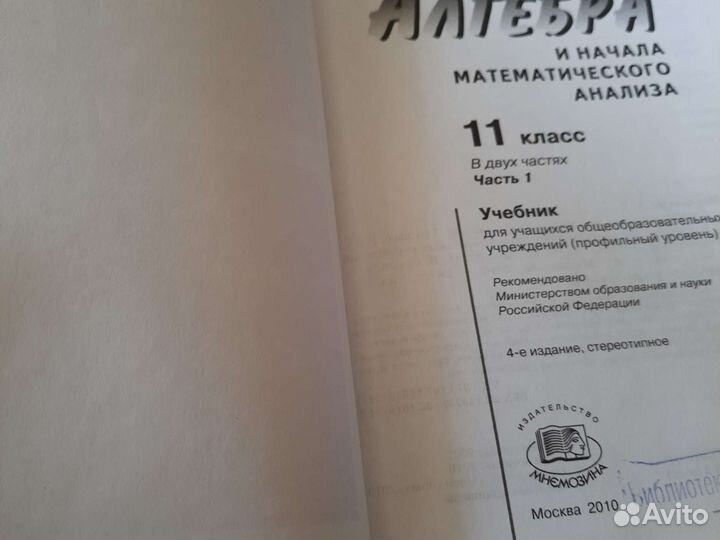 АЛГЕБРА
И НАЧАЛА
МАТЕМАТИЧЕСКОГО
АНАЛИЗА
11 класс
В двух частях
Часть 1
Учебник
для учащихся общеобразовательных
учреждений (профильный уровень)
Рекомендовано
Министерством образования и науки
Российской Федерации
4-е издание, стереотипное
ИЗДАТЕЛЬСТВО
МНЕМОЗИНА
Москва 2010
Avito